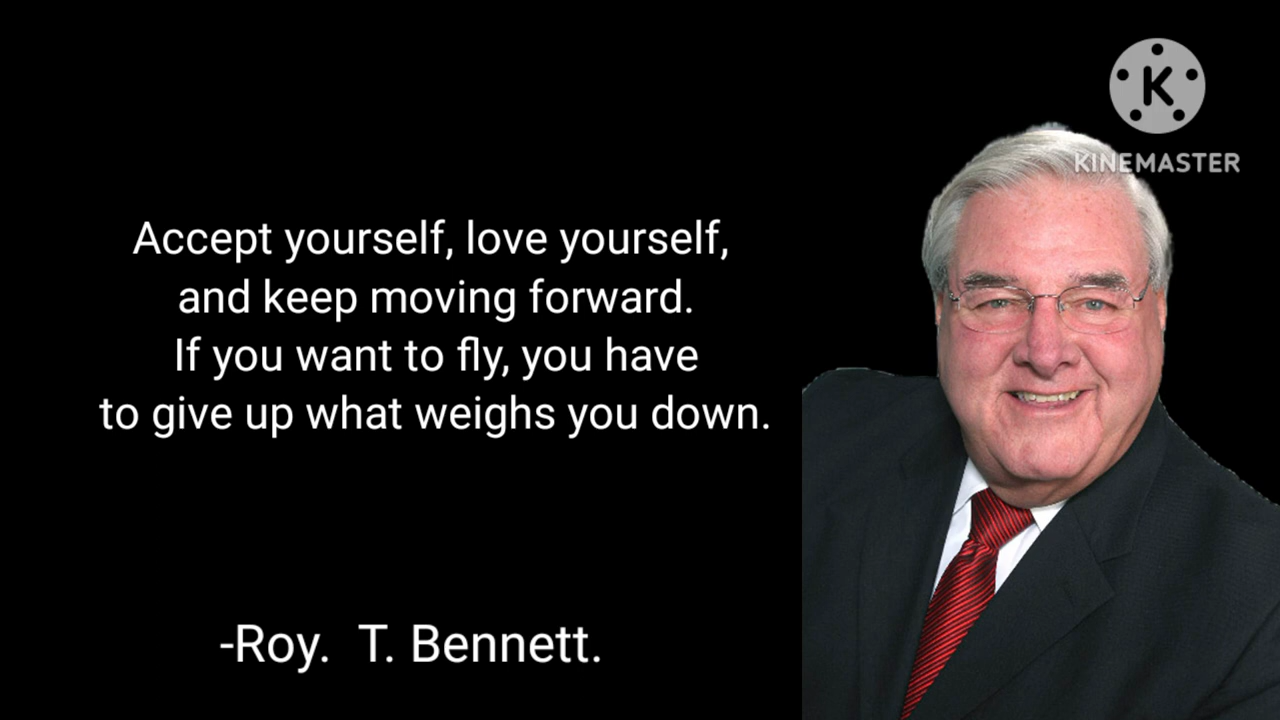 K
KINEMASTER
Accept yourself, love yourself,
and keep moving forward.
If you want to fly, you have
to give up what weighs you down.
-Roy.  T. Bennett.